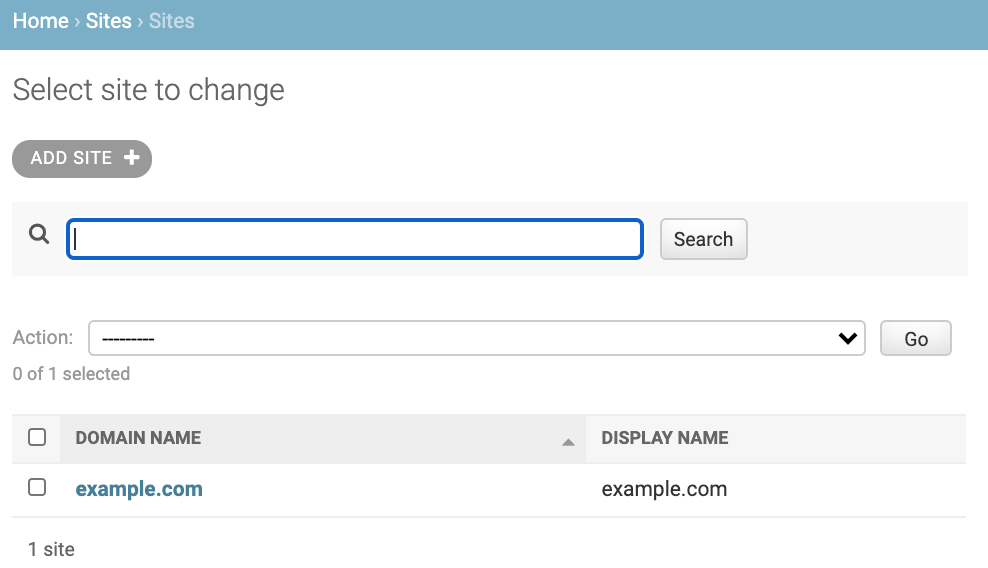 Home › Sites › Sites
Select site to change
ADD SITE +
Search
Action: --------- Go
0 of 1 selected
DOMAIN NAME DISPLAY NAME
example.com example.com
1 site